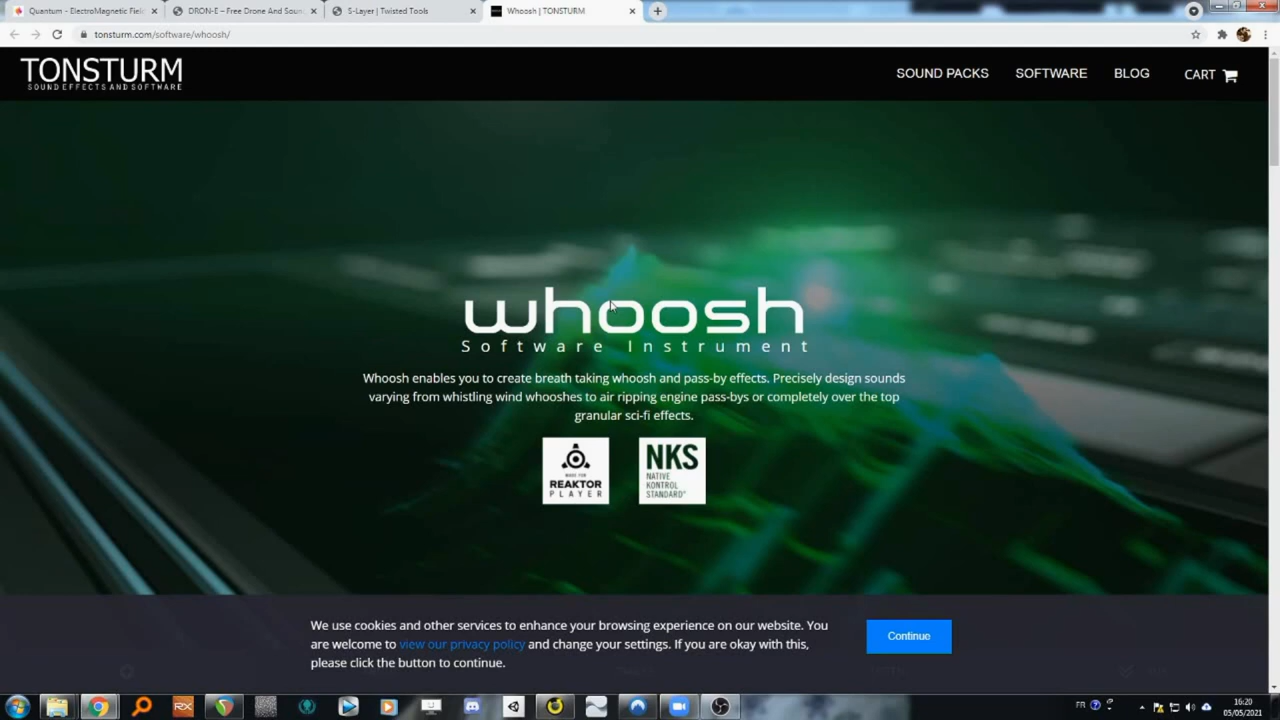 Quantum - ElectroMagnetic Field
DRON-E – Free Drone And Soun
S-Layer | Twisted Tools
Whoosh | TONSTURM
tonsturm.com/software/whoosh/
TONSTURM
SOUND EFFECTS AND SOFTWARE
SOUND PACKS
SOFTWARE
BLOG
CART
whoosh
Software Instrument
Whoosh enables you to create breath taking whoosh and pass-by effects. Precisely design sounds
varying from whistling wind whooshes to air ripping engine pass-bys or completely over the top
granular sci-fi effects.
MADE FOR
REAKTOR
PLAYER
NKS
NATIVE
KONTROL
STANDARD®
We use cookies and other services to enhance your browsing experience on our website. You
are welcome to view our privacy policy and change your settings. If you are okay with this,
please click the button to continue.
Continue
RX
FR
16:20
05/05/2021